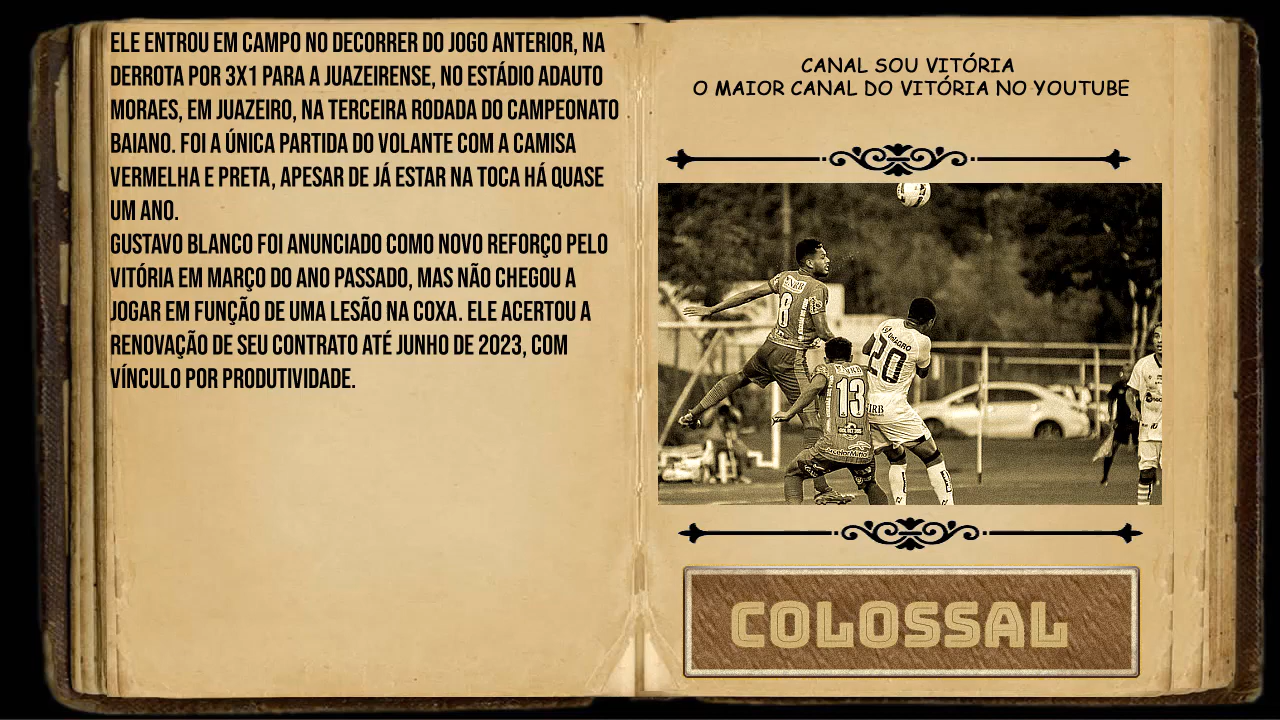 ELE ENTROU EM CAMPO NO DECORRER DO JOGO ANTERIOR, NA
DERROTA POR 3X1 PARA A JUAZEIRENSE, NO ESTÁDIO ADAUTO
MORAES, EM JUAZEIRO, NA TERCEIRA RODADA DO CAMPEONATO
BAIANO. FOI A ÚNICA PARTIDA DO VOLANTE COM A CAMISA
VERMELHA E PRETA, APESAR DE JÁ ESTAR NA TOCA HÁ QUASE
UM ANO.
GUSTAVO BLANCO FOI ANUNCIADO COMO NOVO REFORÇO PELO
VITÓRIA EM MARÇO DO ANO PASSADO, MAS NÃO CHEGOU A
JOGAR EM FUNÇÃO DE UMA LESÃO NA COXA. ELE ACERTOU A
RENOVAÇÃO DE SEU CONTRATO ATÉ JUNHO DE 2023, COM
VÍNCULO POR PRODUTIVIDADE.
CANAL SOU VITÓRIA
O MAIOR CANAL DO VITÓRIA NO YOUTUBE
8
20
13
COLOSSAL